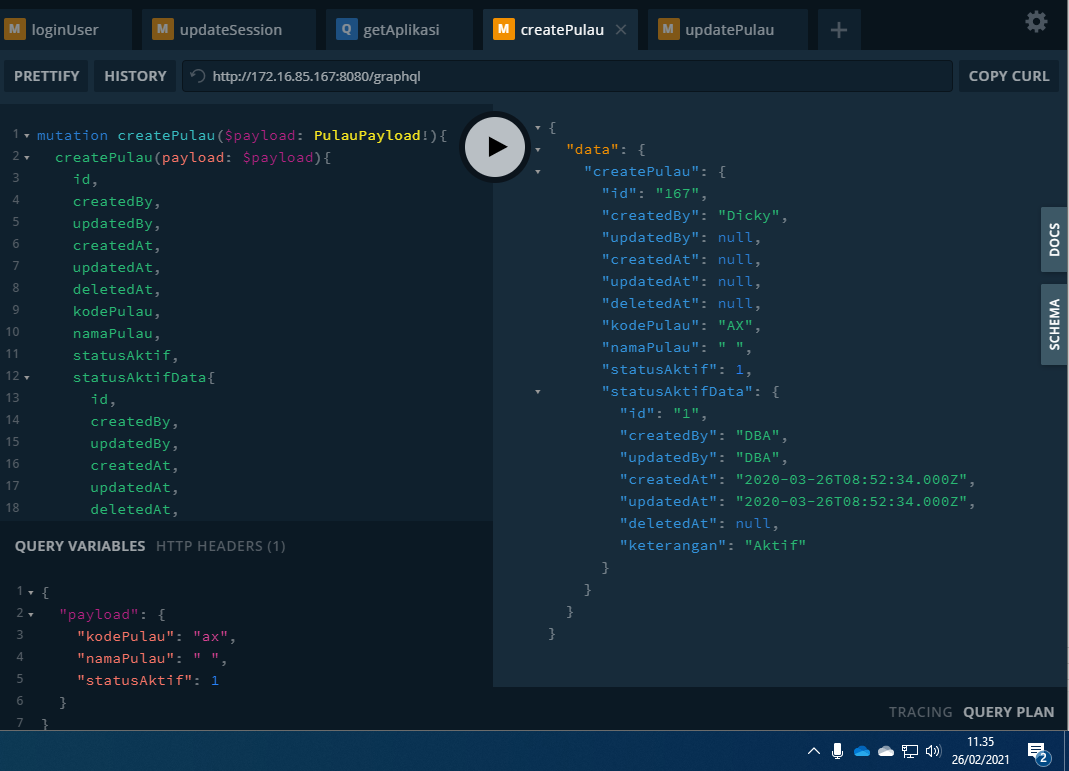 M loginUser
M updateSession
Q getAplikasi
M createPulau ×
M updatePulau
+
PRETTIFY
HISTORY
http://172.16.85.167:8080/graphql
COPY CURL
1 mutation createPulau($payload: PulauPayload!){
2 createPulau(payload: $payload){
3 id,
4 createdBy,
5 updatedBy,
6 createdAt,
7 updatedAt,
8 deletedAt,
9 kodePulau,
10 namaPulau,
11 statusAktif,
12 statusAktifData{
13 id,
14 createdBy,
15 updatedBy,
16 createdAt,
17 updatedAt,
18 deletedAt,
QUERY VARIABLES HTTP HEADERS (1)
1 {
2 "payload": {
3 "kodePulau": "ax",
4 "namaPulau": " ",
5 "statusAktif": 1
6 }
7 }
{
"data": {
"createPulau": {
"id": "167",
"createdBy": "Dicky",
"updatedBy": null,
"createdAt": null,
"updatedAt": null,
"deletedAt": null,
"kodePulau": "AX",
"namaPulau": " ",
"statusAktif": 1,
"statusAktifData": {
"id": "1",
"createdBy": "DBA",
"updatedBy": "DBA",
"createdAt": "2020-03-26T08:52:34.000Z",
"updatedAt": "2020-03-26T08:52:34.000Z",
"deletedAt": null,
"keterangan": "Aktif"
}
}
}
}
DOCS
SCHEMA
TRACING QUERY PLAN
11.35
26/02/2021
2